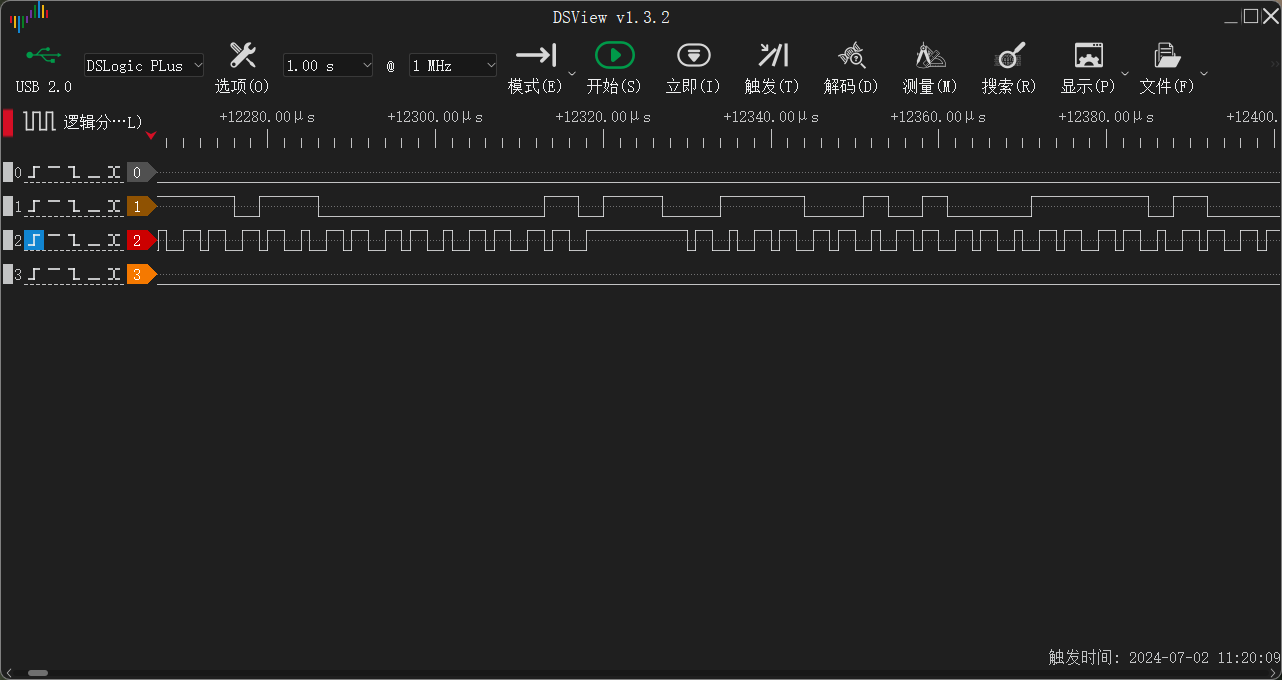 DSView v1.3.2
USB 2.0
DSLogic PLus
选项(O)
1.00 s
@
1 MHz
模式(E)
开始(S)
立即(I)
触发(T)
解码(D)
测量(M)
搜索(R)
显示(P)
文件(F)
逻辑分…L)
+12280.00μs +12300.00μs +12320.00μs +12340.00μs +12360.00μs +12380.00μs +12400.
0 0
1 1
2 2
3 3
触发时间: 2024-07-02 11:20:09